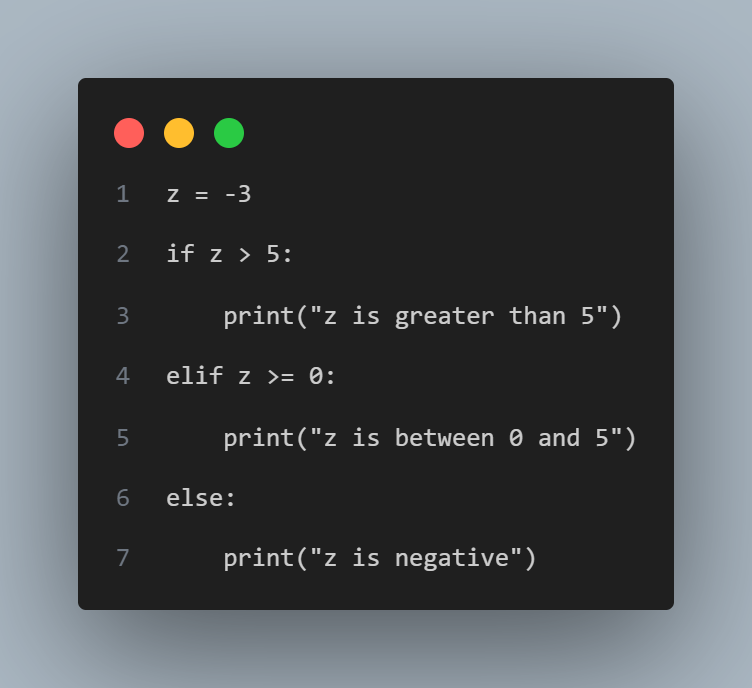 1 z = -3
2 if z > 5:
3     print("z is greater than 5")
4 elif z >= 0:
5     print("z is between 0 and 5")
6 else:
7     print("z is negative")